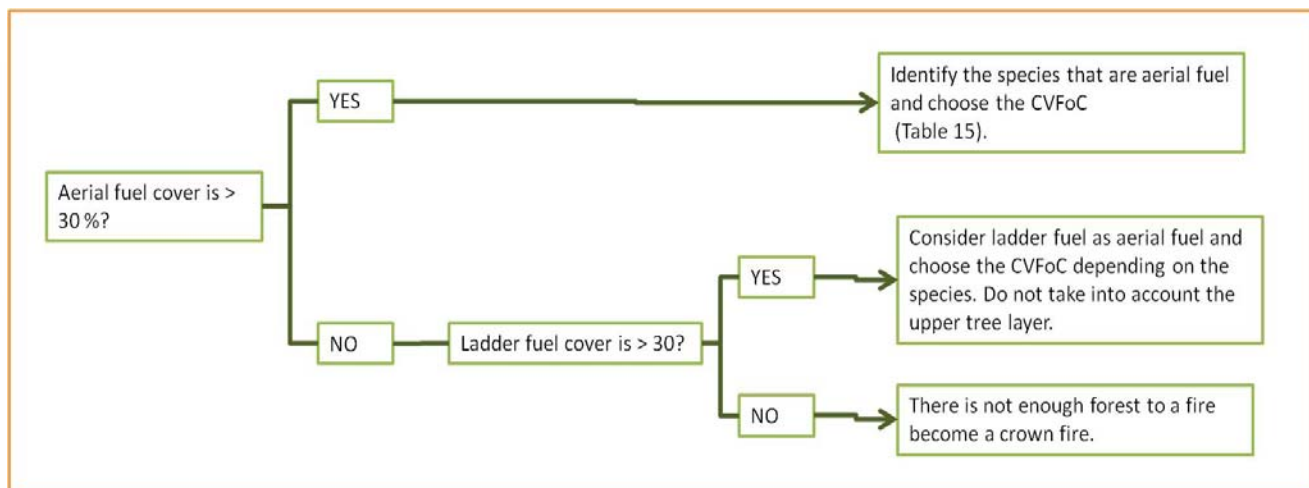 YES
Identify the species that are aerial fuel
and choose the CVFoC
(Table 15).
Aerial fuel cover is >
30 %?
NO
Ladder fuel cover is > 30?
YES
Consider ladder fuel as aerial fuel and
choose the CVFoC depending on the
species. Do not take into account the
upper tree layer.
NO
There is not enough forest to a fire
become a crown fire.